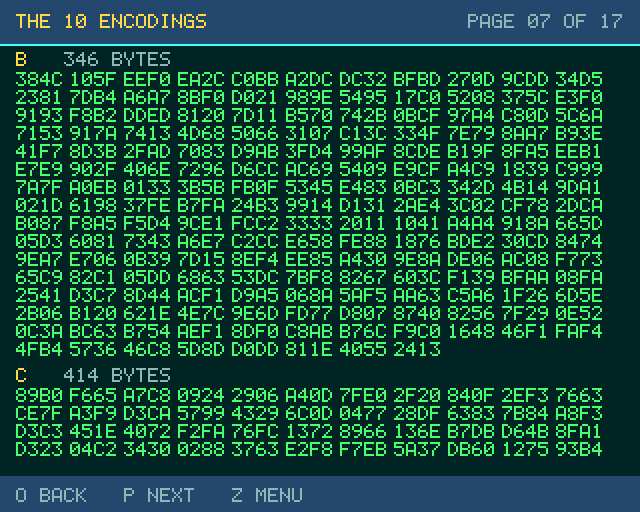 THE 10 ENCODINGS PAGE 07 OF 17
B 346 BYTES
384C 105F EEF0 EA2C C0BB A2DC DC32 BFBD 270D 9CDD 34D5
2381 7DB4 A6A7 8BF0 D021 989E 5495 17C0 5208 375C E3F0
9193 F8B2 DDED 8120 7D11 B570 742B 0BCF 97A4 C80D 5C6A
7153 917A 7413 4D68 5066 3107 C13C 334F 7E79 8AA7 B93E
41F7 8D3B 2FAD 7083 D9AB 3FD4 99AF 8CDE B19F 8FA5 EEB1
E7E9 902F 406E 7296 D6CC AC69 5409 E9CF A4C9 1839 C999
7A7F A0EB 0133 3B5B FB0F 5345 E483 0BC3 342D 4B14 9DA1
021D 6198 37FE B7FA 24B3 9914 D131 2AE4 3C02 CF78 2DCA
B087 F8A5 F5D4 9CE1 FCC2 3333 2011 1041 A4A4 918A 665D
05D3 6081 7343 A6E7 C2CC E658 FE88 1876 BDE2 30CD 8474
9EA7 E706 0B39 7D15 8EF4 EE85 A430 9E8A DE06 AC08 F773
65C9 82C1 05DD 6863 53DC 7BF8 8267 603C F139 BFAA 08FA
2541 D3C7 8D44 ACF1 D9A5 068A 5AF5 AA63 C5A6 1F26 6D5E
2B06 B120 621E 4E7C 9E6D FD77 D807 8740 8256 7F29 0E52
0C3A BC63 B754 AEF1 8DF0 C8AB B76C F9C0 1648 46F1 FAF4
4FB4 5736 46C8 5D8D D0DD 811E 4055 2413
C 414 BYTES
89B0 F665 A7C8 0924 2906 A40D 7FE0 2F20 840F 2EF3 7663
CE7F A3F9 D3CA 5799 4329 6C0D 0477 28DF 6383 7B84 A8F3
D3C3 451E 4072 F2FA 76FC 1372 8966 136E B7DB D64B 8FA1
D323 04C2 3430 0288 3763 E2F8 F7EB 5A37 DB60 1275 93B4
O BACK P NEXT Z MENU